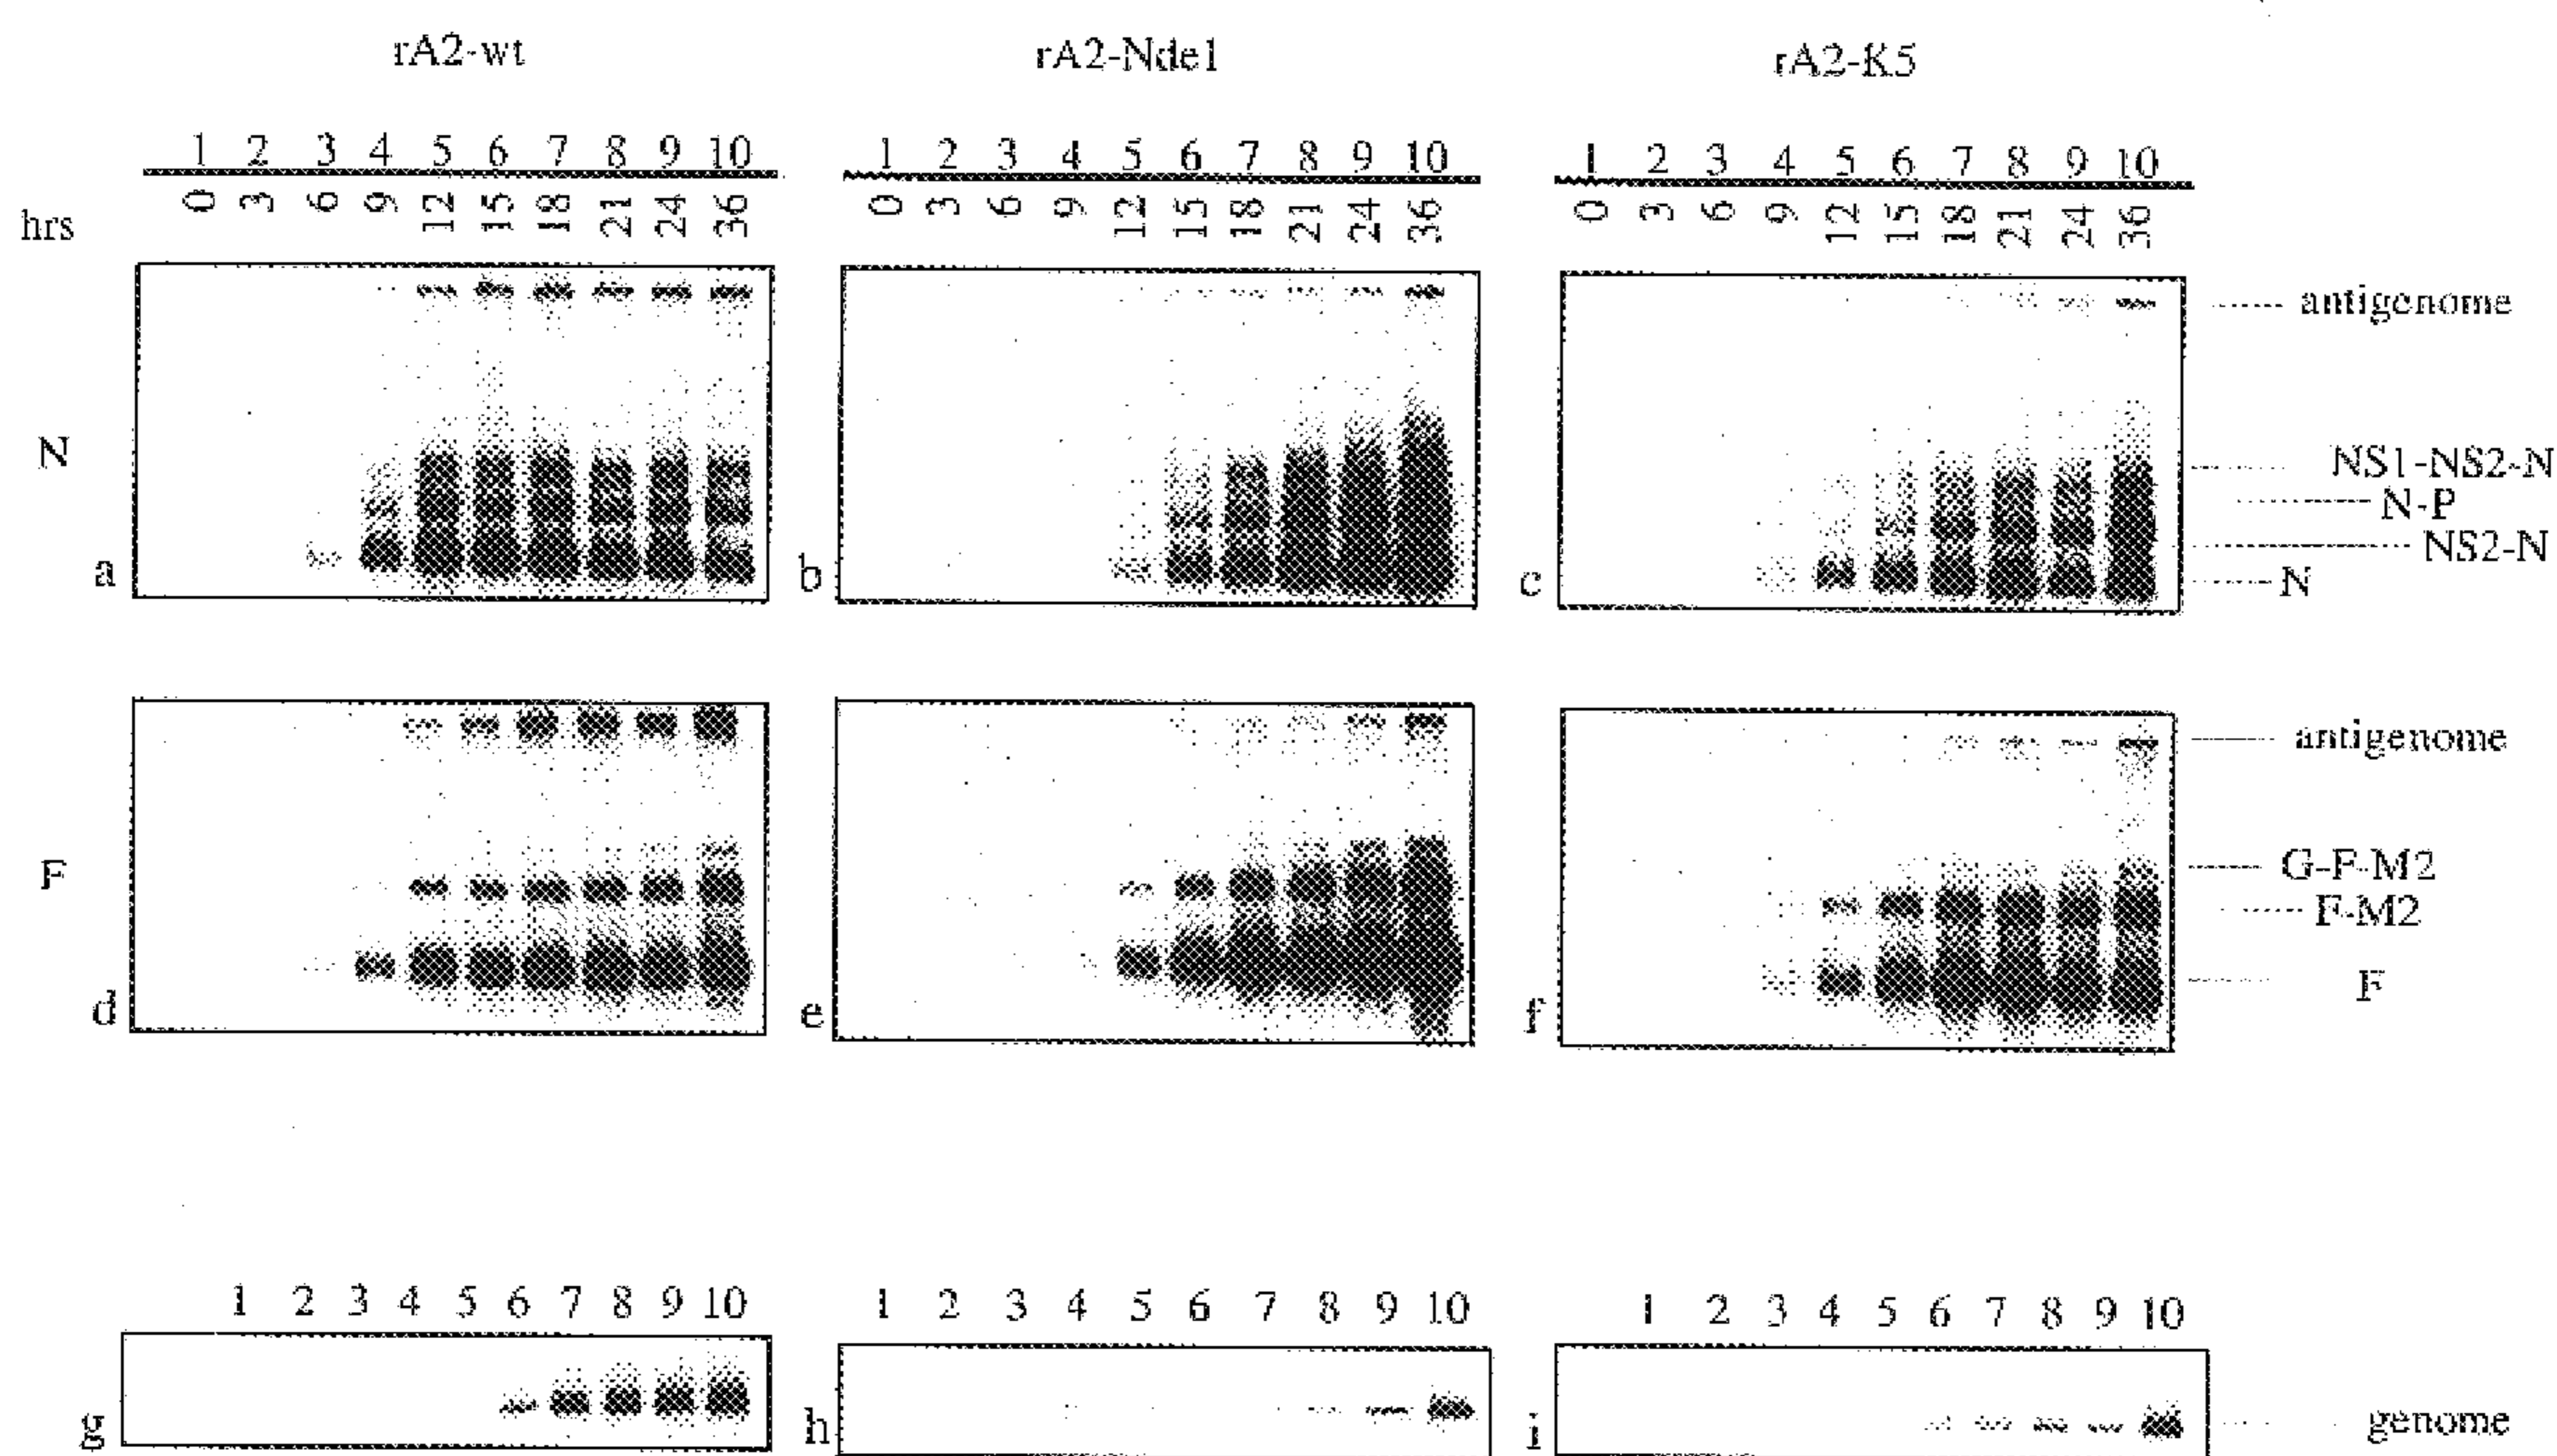 rA2-wt rA2-Nde1 rA2-K5
1 2 3 4 5 6 7 8 9 10 1 2 3 4 5 6 7 8 9 10 1 2 3 4 5 6 7 8 9 10
hrs 0 3 6 9 12 15 18 21 24 36 0 3 6 9 12 15 18 21 24 36 0 3 6 9 12 15 18 21 24 36
antigenome
N NS1-NS2-N
N-P
NS2-N
a b c N
antigenome
F G-F-M2
F-M2
F
d e f
1 2 3 4 5 6 7 8 9 10 1 2 3 4 5 6 7 8 9 10 1 2 3 4 5 6 7 8 9 10
g h i genome